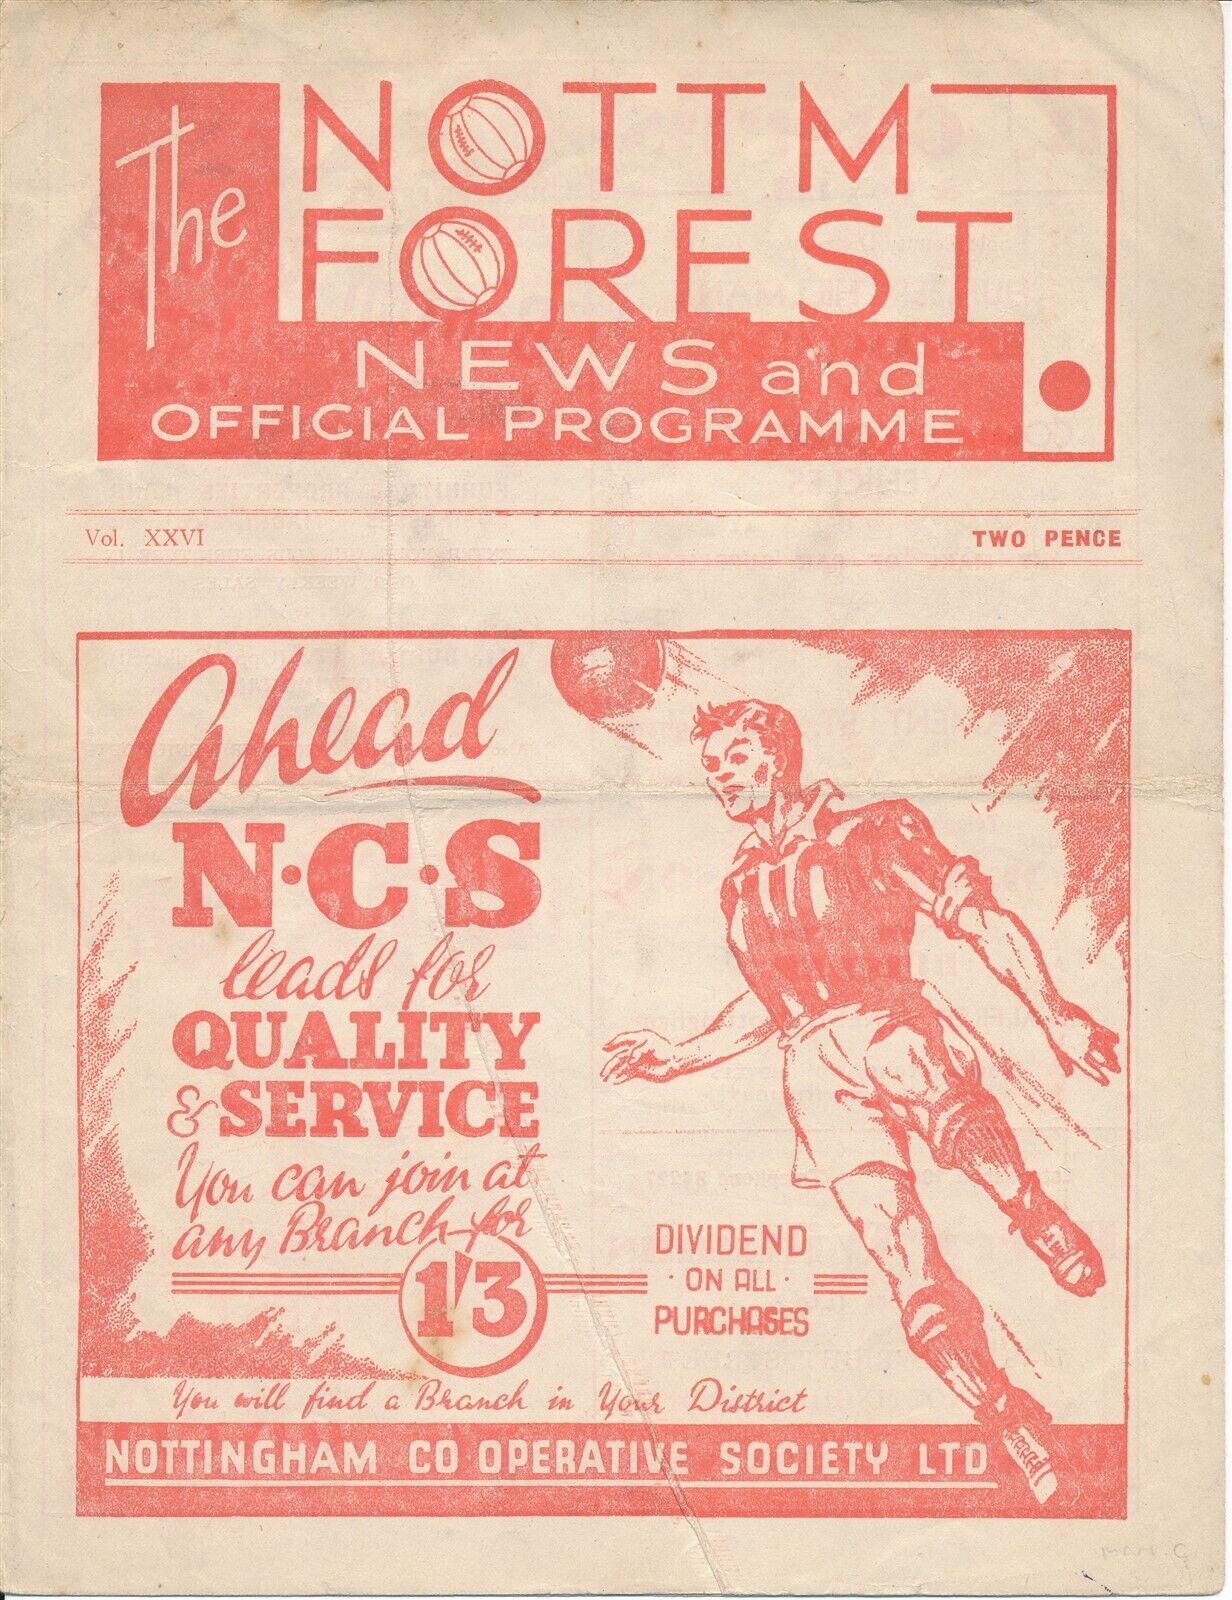 The NOTTM
FOREST
NEWS and
OFFICIAL PROGRAMME
Vol. XXVI
TWO PENCE
Ahead
N·C·S
leads for
QUALITY
& SERVICE
You can join at
any Branch for
1'3
DIVIDEND
· ON ALL ·
PURCHASES
You will find a Branch in Your District
NOTTINGHAM CO OPERATIVE SOCIETY LTD